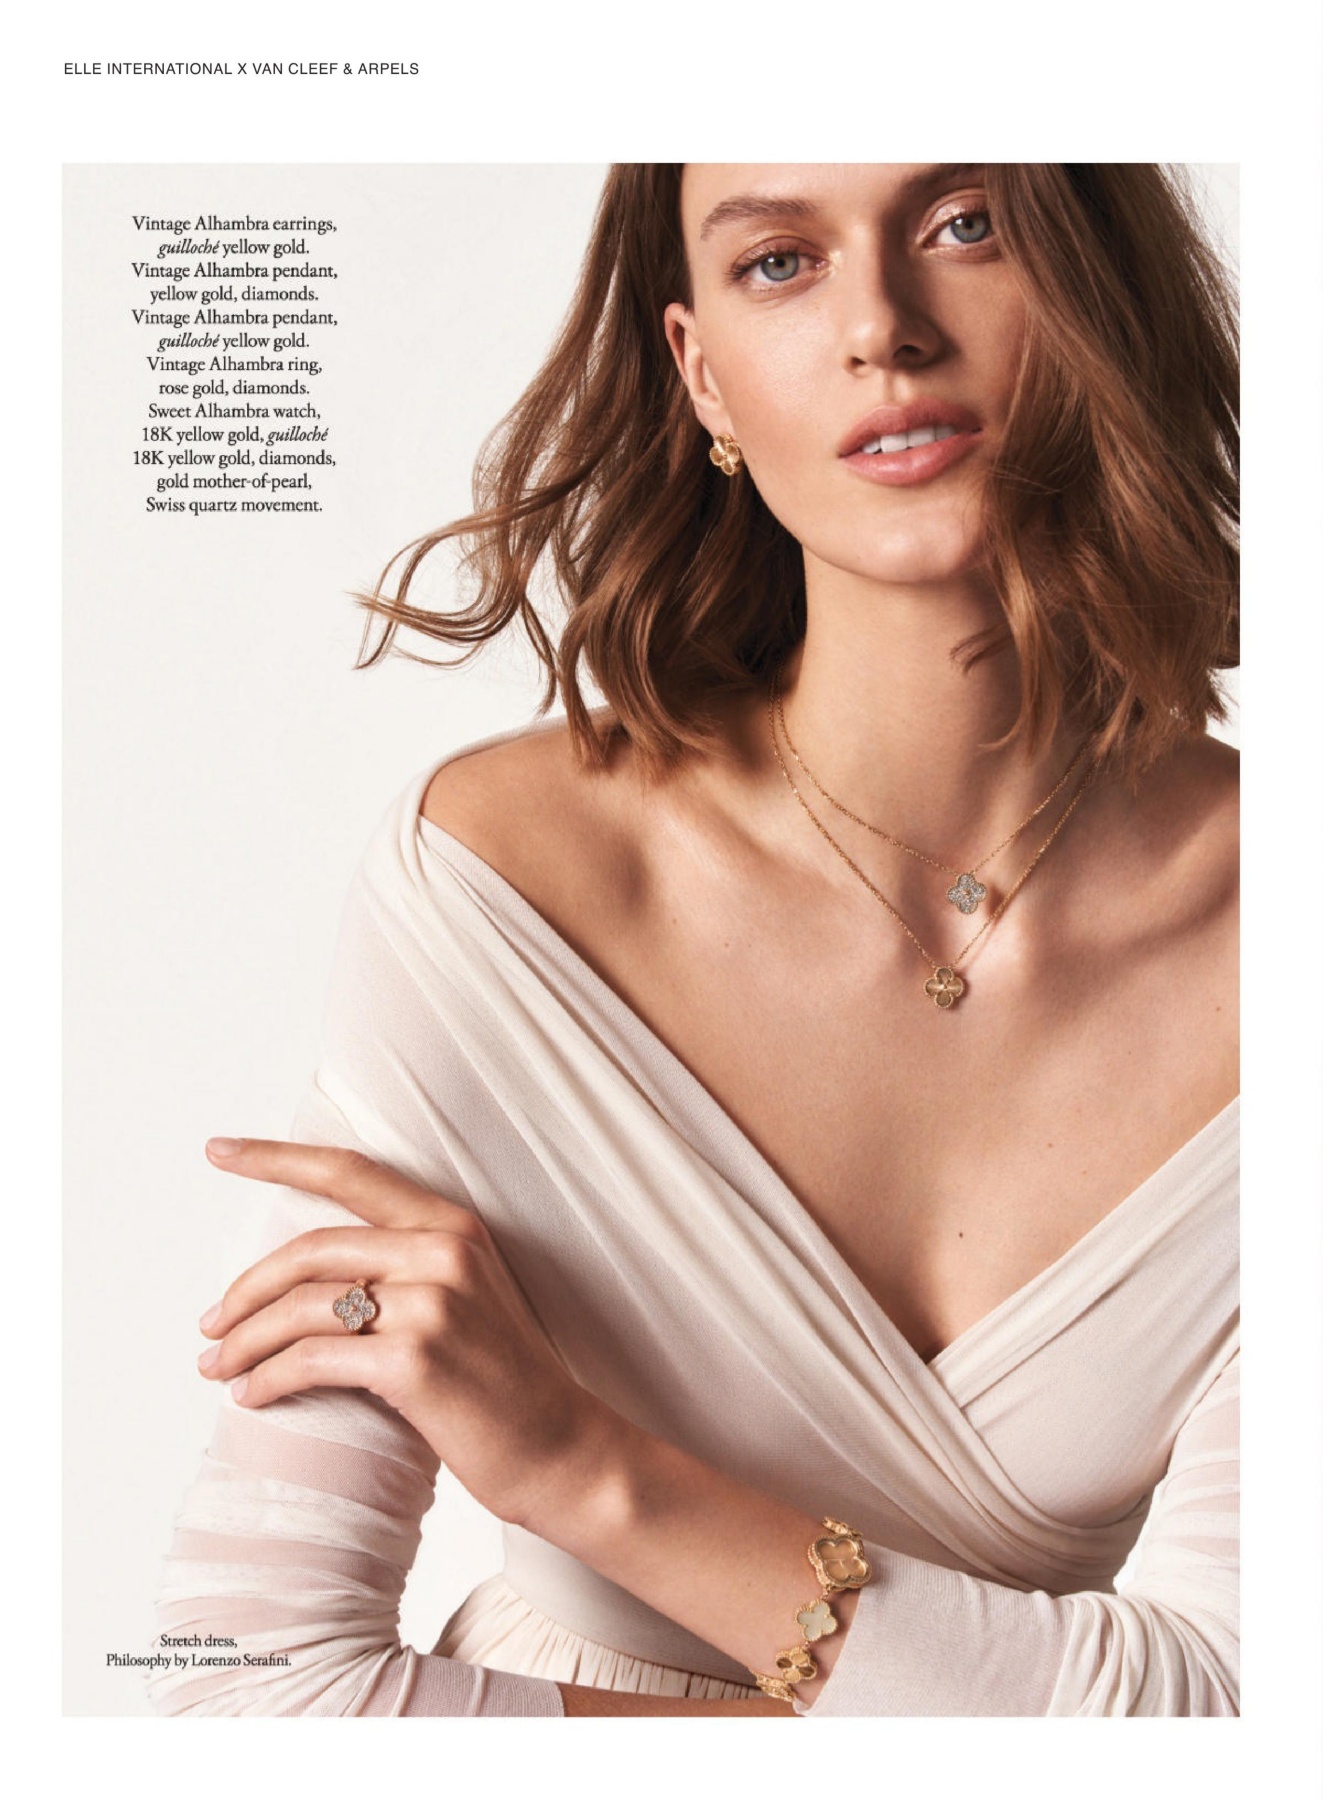 ELLE INTERNATIONAL X VAN CLEEF & ARPELS
Vintage Alhambra earrings,
guilloché yellow gold.
Vintage Alhambra pendant,
yellow gold, diamonds.
Vintage Alhambra pendant,
guilloché yellow gold.
Vintage Alhambra ring,
rose gold, diamonds.
Sweet Alhambra watch,
18K yellow gold, guilloché
18K yellow gold, diamonds,
gold mother-of-pearl,
Swiss quartz movement.
Stretch dress,
Philosophy by Lorenzo Serafini.